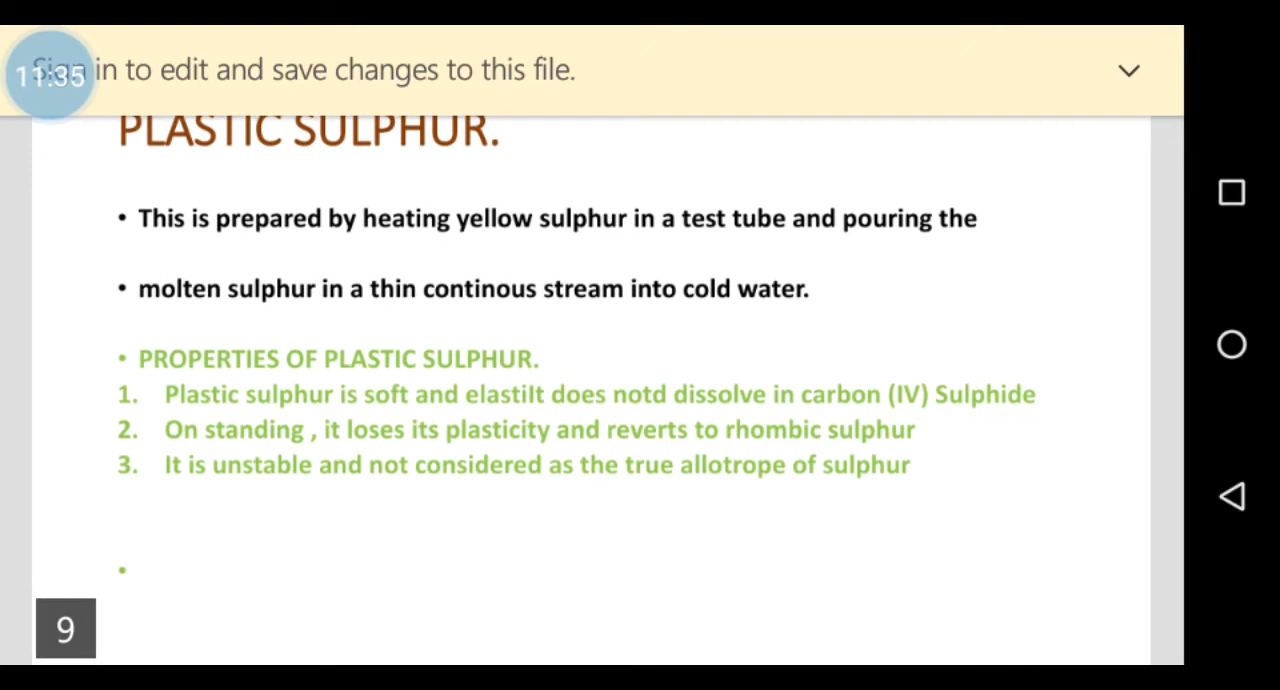 Sign in to edit and save changes to this file.
11:35
PLASTIC SULPHUR.
• This is prepared by heating yellow sulphur in a test tube and pouring the
• molten sulphur in a thin continous stream into cold water.
• PROPERTIES OF PLASTIC SULPHUR.
1. Plastic sulphur is soft and elastiIt does notd dissolve in carbon (IV) Sulphide
2. On standing , it loses its plasticity and reverts to rhombic sulphur
3. It is unstable and not considered as the true allotrope of sulphur
•
9